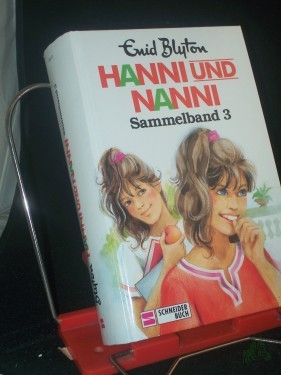 Enid Blyton
HANNI UND
NANNI
Sammelband 3
SCHNEIDER
BUCH